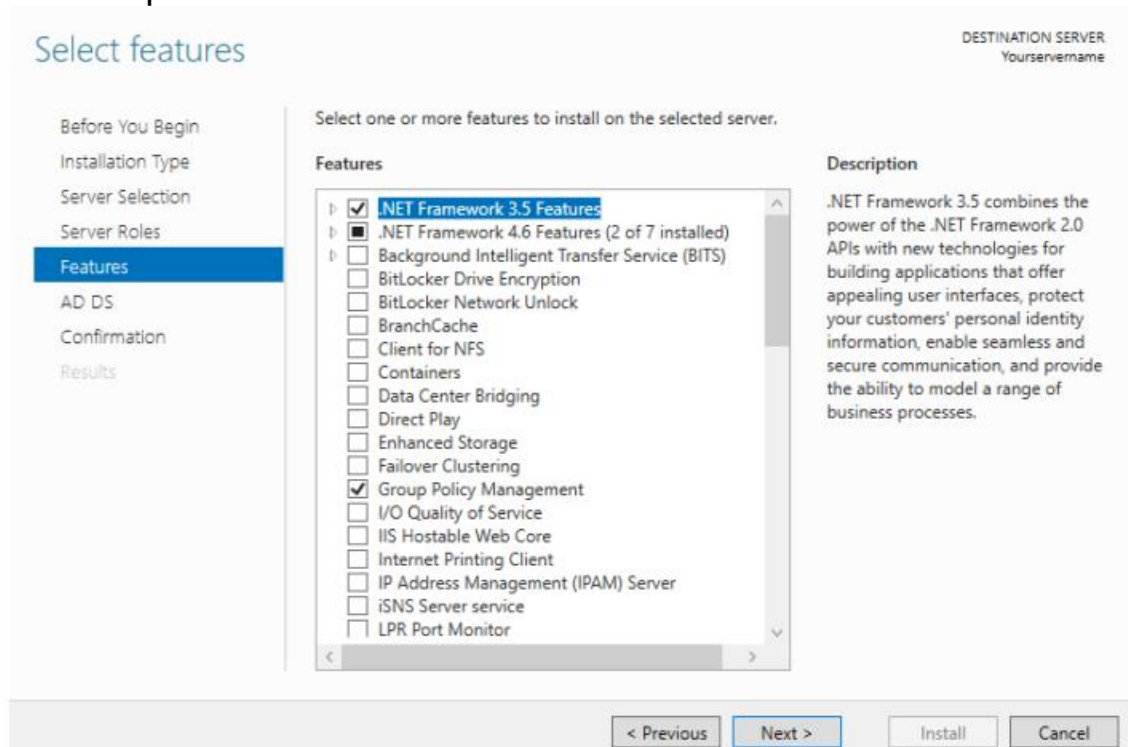 Select features
DESTINATION SERVER
Yourservername
Before You Begin
Installation Type
Server Selection
Server Roles
Features
AD DS
Confirmation
Results
Select one or more features to install on the selected server.
Features
.NET Framework 3.5 Features
.NET Framework 4.6 Features (2 of 7 installed)
Background Intelligent Transfer Service (BITS)
BitLocker Drive Encryption
BitLocker Network Unlock
BranchCache
Client for NFS
Containers
Data Center Bridging
Direct Play
Enhanced Storage
Failover Clustering
Group Policy Management
I/O Quality of Service
IIS Hostable Web Core
Internet Printing Client
IP Address Management (IPAM) Server
iSNS Server service
LPR Port Monitor
Description
.NET Framework 3.5 combines the
power of the .NET Framework 2.0
APIs with new technologies for
building applications that offer
appealing user interfaces, protect
your customers' personal identity
information, enable seamless and
secure communication, and provide
the ability to model a range of
business processes.
< Previous
Next >
Install
Cancel